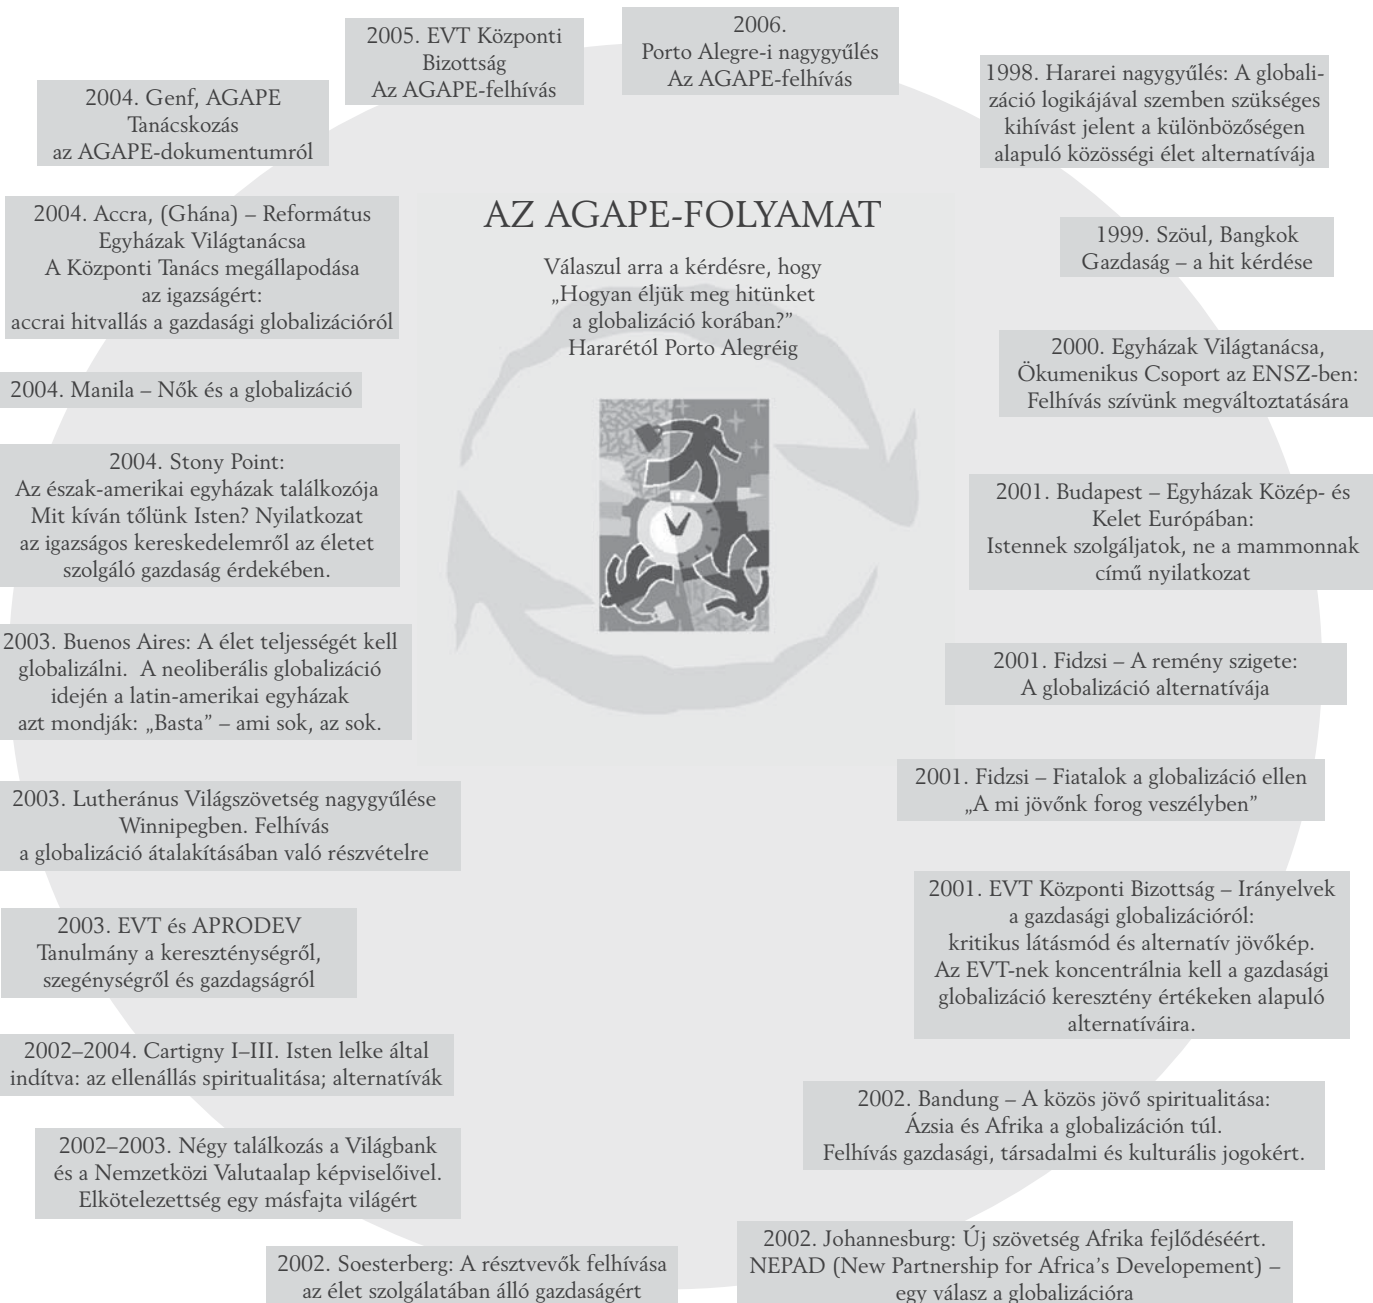 AZ AGAPE-FOLYAMAT
Válaszul arra a kérdésre, hogy
„Hogyan éljük meg hitünket
a globalizáció korában?”
Hararétól Porto Alegréig
1998. Hararei nagygyűlés: A globali-
záció logikájával szemben szükséges
kihívást jelent a különbözőségen
alapuló közösségi élet alternatívája
1999. Szöul, Bangkok
Gazdaság – a hit kérdése
2000. Egyházak Világtanácsa,
Ökumenikus Csoport az ENSZ-ben:
Felhívás szívünk megváltoztatására
2001. Budapest – Egyházak Közép- és
Kelet Európában:
Istennek szolgáljatok, ne a mammonnak
című nyilatkozat
2001. Fidzsi – A remény szigete:
A globalizáció alternatívája
2001. Fidzsi – Fiatalok a globalizáció ellen
„A mi jövőnk forog veszélyben”
2001. EVT Központi Bizottság – Irányelvek
a gazdasági globalizációról:
kritikus látásmód és alternatív jövőkép.
Az EVT-nek koncentrálnia kell a gazdasági
globalizáció keresztény értékeken alapuló
alternatíváira.
2002. Bandung – A közös jövő spiritualitása:
Ázsia és Afrika a globalizáción túl.
Felhívás gazdasági, társadalmi és kulturális jogokért.
2002. Johannesburg: Új szövetség Afrika fejlődéséért.
NEPAD (New Partnership for Africa’s Developement) –
egy válasz a globalizációra
2002. Soesterberg: A résztvevők felhívása
az élet szolgálatában álló gazdaságért
2002–2003. Négy találkozás a Világbank
és a Nemzetközi Valutaalap képviselőivel.
Elkötelezettség egy másfajta világért
2002–2004. Cartigny I–III. Isten lelke által
indítva: az ellenállás spiritualitása; alternatívák
2003. EVT és APRODEV
Tanulmány a kereszténységről,
szegénységről és gazdagságról
2003. Lutheránus Világszövetség nagygyűlése
Winnipegben. Felhívás
a globalizáció átalakításában való részvételre
2003. Buenos Aires: A élet teljességét kell
globalizálni. A neoliberális globalizáció
idején a latin-amerikai egyházak
azt mondják: „Basta” – ami sok, az sok.
2004. Stony Point:
Az észak-amerikai egyházak találkozója
Mit kíván tőlünk Isten? Nyilatkozat
az igazságos kereskedelemről az életet
szolgáló gazdaság érdekében.
2004. Manila – Nők és a globalizáció
2004. Accra, (Ghána) – Református
Egyházak Világtanácsa
A Központi Tanács megállapodása
az igazságért:
accrai hitvallás a gazdasági globalizációról
2004. Genf, AGAPE
Tanácskozás
az AGAPE-dokumentumról
2005. EVT Központi
Bizottság
Az AGAPE-felhívás
2006.
Porto Alegre-i nagygyűlés
Az AGAPE-felhívás